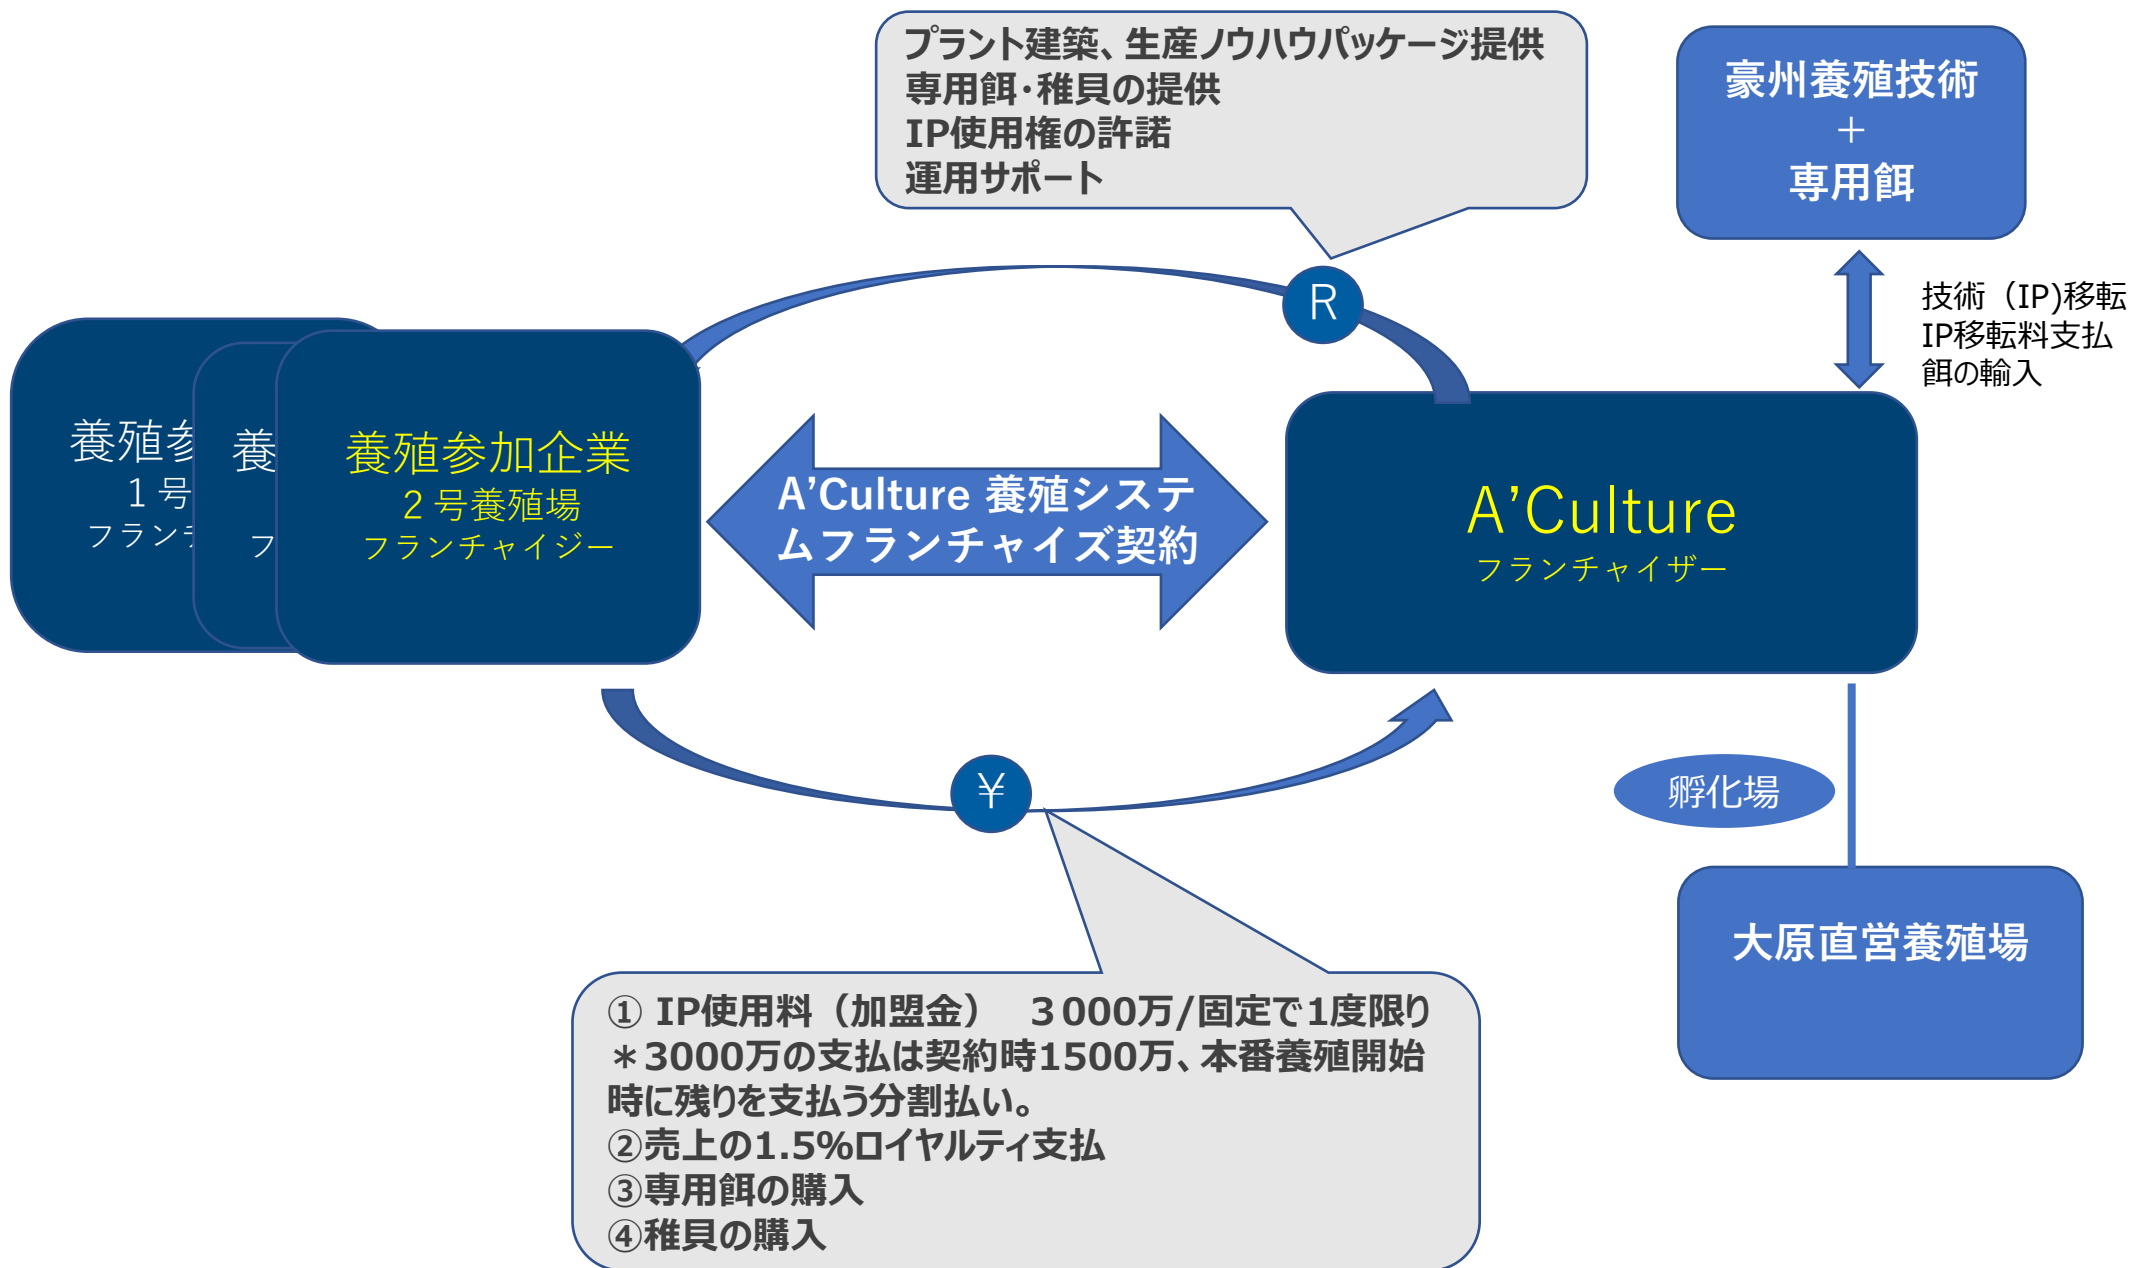 プラント建築、生産ノウハウパッケージ提供
専用餌・稚貝の提供
IP使用権の許諾
運用サポート
豪州養殖技術
＋
専用餌
R
技術（IP)移転
IP移転料支払
餌の輸入
養殖参
１号
フラン
養
フ
養殖参加企業
２号養殖場
フランチャイジー
A’Culture 養殖システ
ムフランチャイズ契約
A’Culture
フランチャイザー
¥
孵化場
大原直営養殖場
① IP使用料（加盟金）　３000万/固定で1度限り
＊3000万の支払は契約時1500万、本番養殖開始
時に残りを支払う分割払い。
②売上の1.5%ロイヤルティ支払
③専用餌の購入
④稚貝の購入